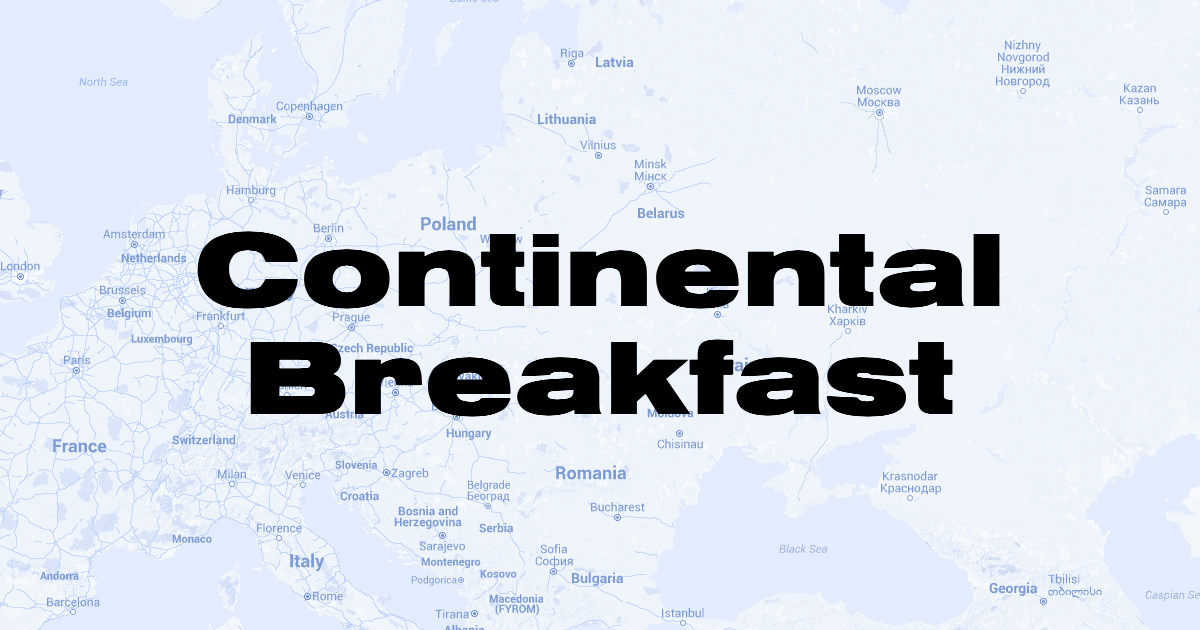 Baltic Sea
North Sea
Riga
Latvia
Nizhny
Novgorod
Нижний
Новгород
Moscow
Москва
Kazan
Казань
Copenhagen
Denmark
Lithuania
Vilnius
Minsk
Мінск
Hamburg
Samara
Самара
Belarus
Poland
Berlin
Amsterdam
Netherlands
London
Continental
Brussels
Belgium
Frankfurt
Luxembourg
Prague
Kharkiv
Харків
Czech Republic
Paris
Breakfast
Austria
Moldova
Hungary
Chisinau
France
Switzerland
Milan
Venice
Slovenia
Zagreb
Croatia
Romania
Krasnodar
Краснодар
Belgrade
Београд
Bucharest
Bosnia and
Herzegovina
Serbia
Florence
Monaco
Sarajevo
Sofia
София
Black Sea
Italy
Montenegro
Kosovo
Podgorica
Bulgaria
Andorra
Barcelona
Rome
Macedonia
(FYROM)
Tirana
Istanbul
Georgia
Tbilisi
თბილისი
Caspian Se